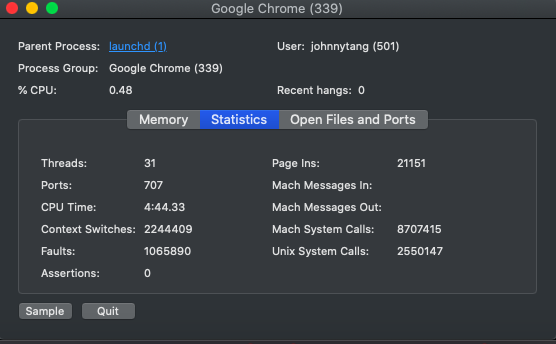 Google Chrome (339)
Parent Process: launchd (1) User: johnnytang (501)
Process Group: Google Chrome (339)
% CPU: 0.48 Recent hangs: 0
Memory Statistics Open Files and Ports
Threads: 31 Page Ins: 21151
Ports: 707 Mach Messages In:
CPU Time: 4:44.33 Mach Messages Out:
Context Switches: 2244409 Mach System Calls: 8707415
Faults: 1065890 Unix System Calls: 2550147
Assertions: 0
Sample Quit